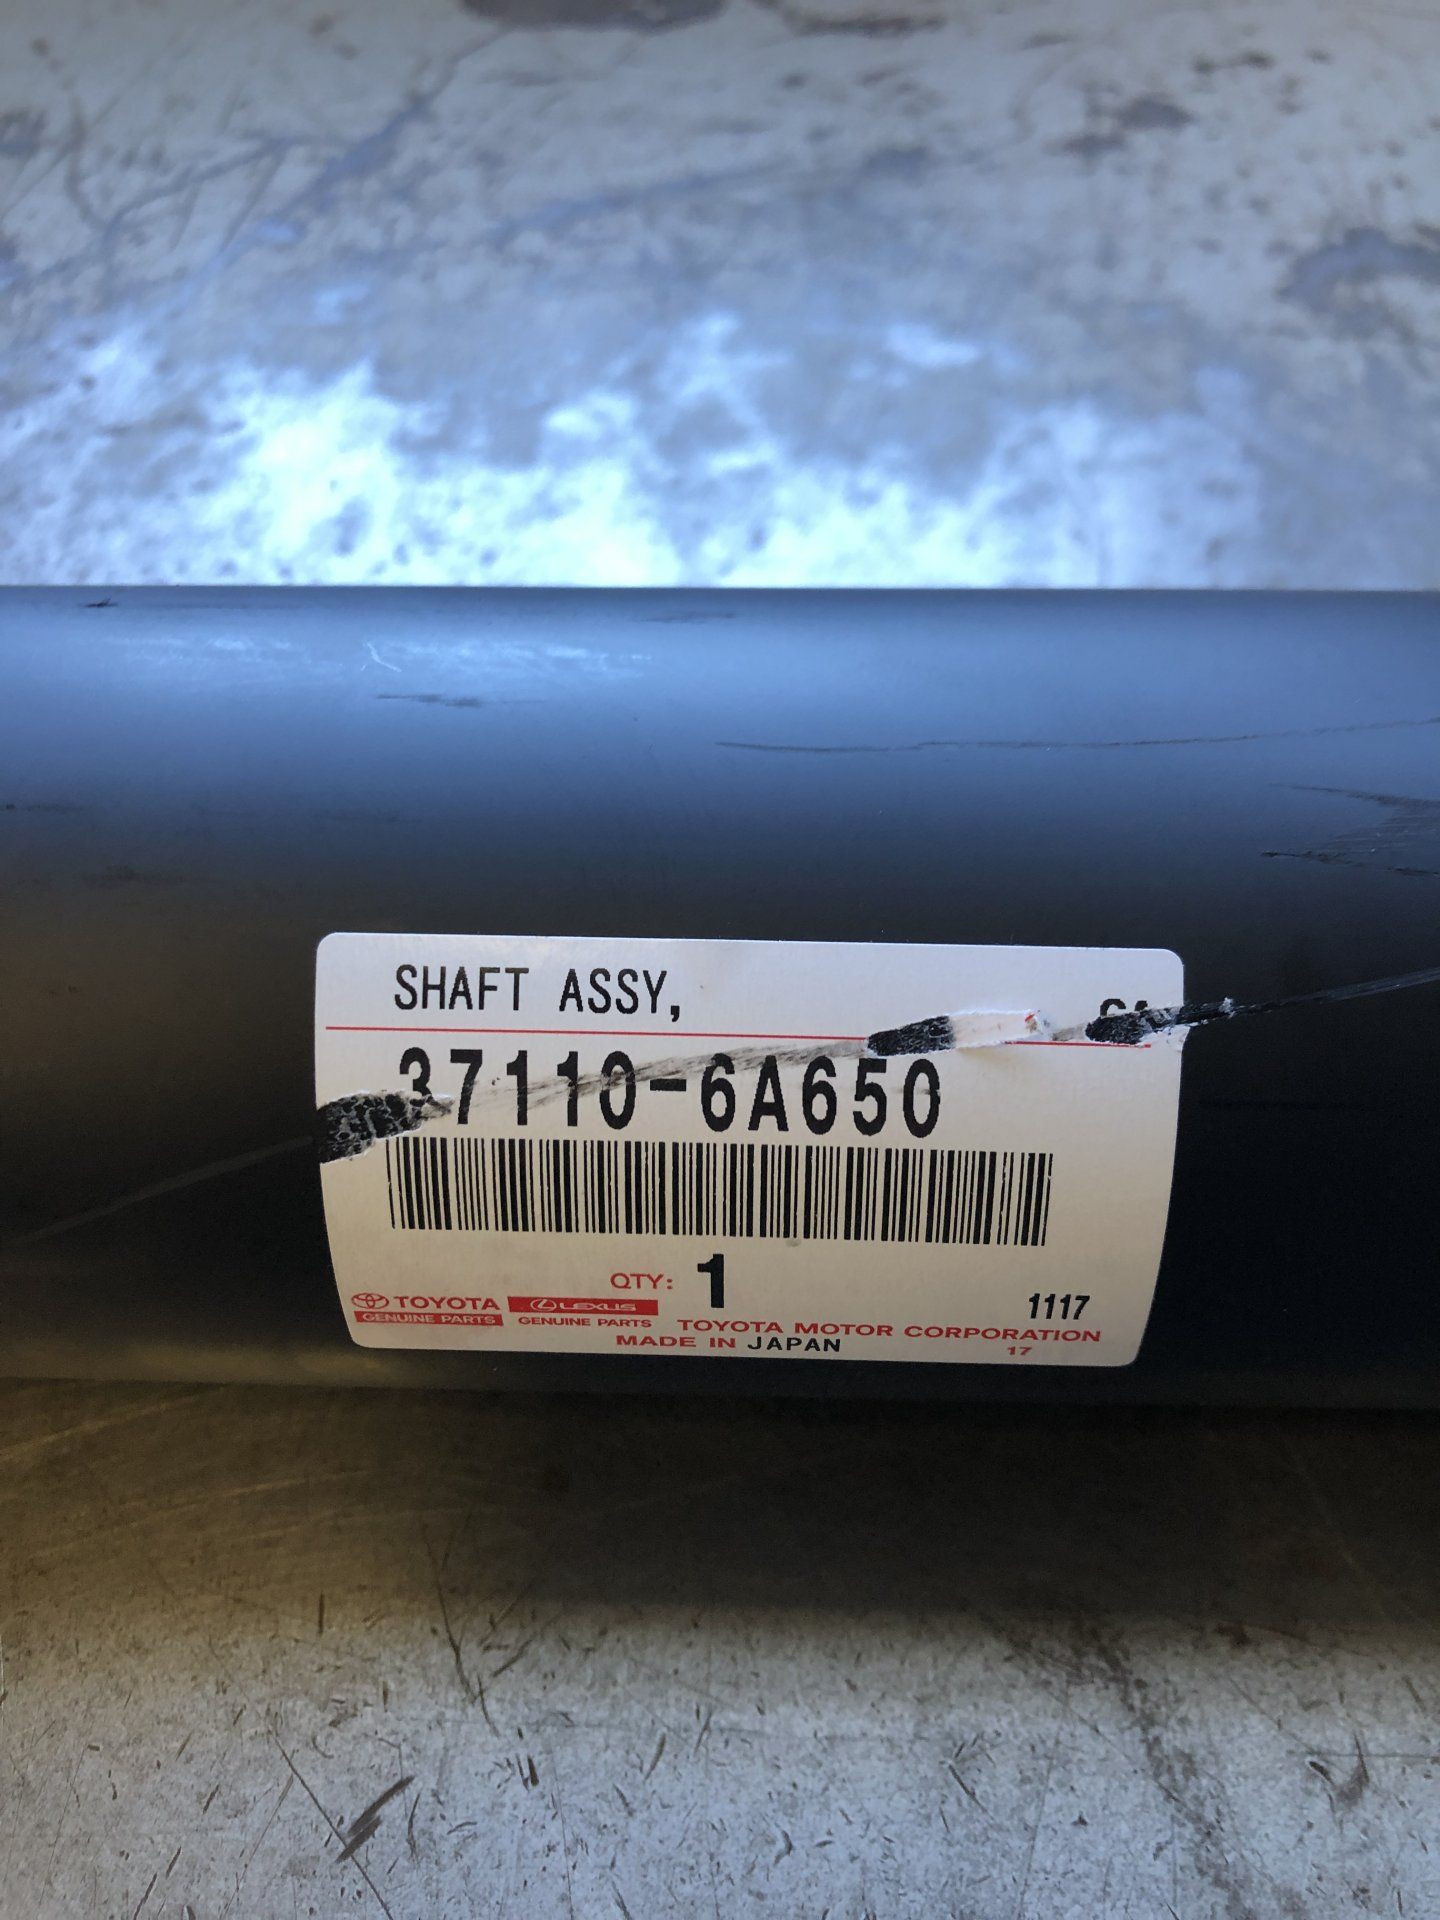 SHAFT ASSY,
37110-6A650
QTY: 1
1117
TOYOTA
GENUINE PARTS
LEXUS
GENUINE PARTS
TOYOTA MOTOR CORPORATION
MADE IN JAPAN
17